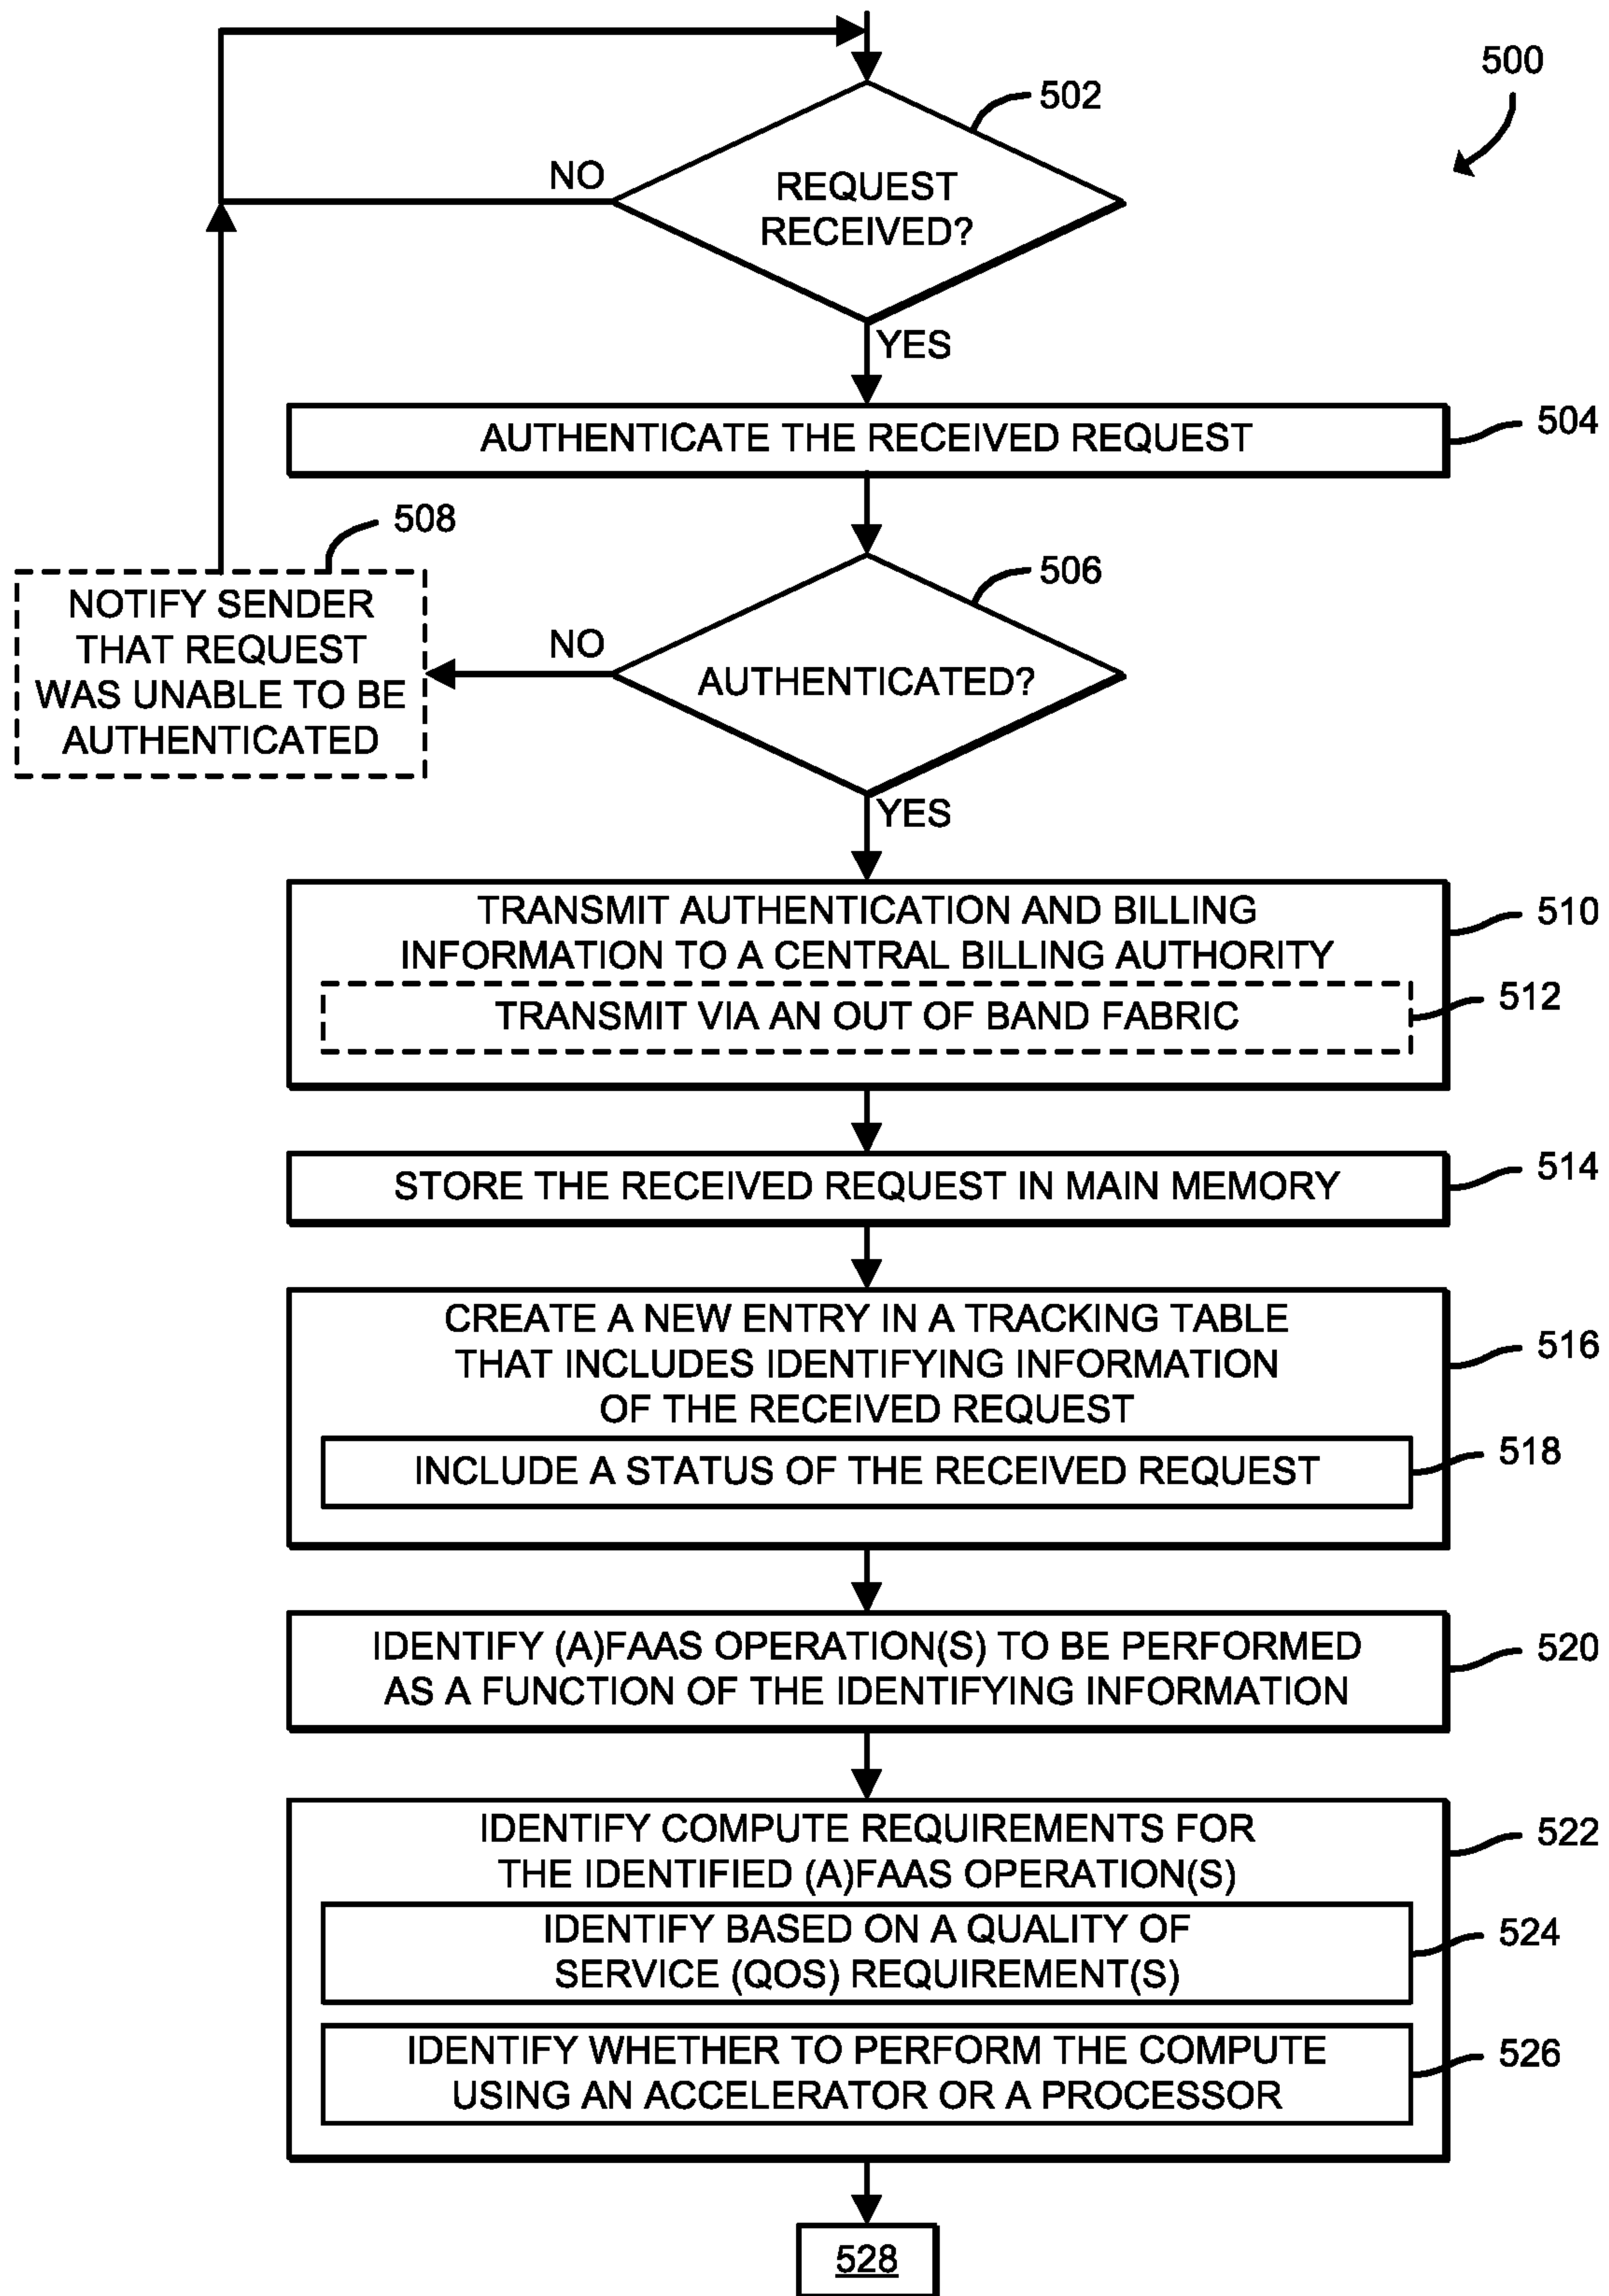 500
502
NO
REQUEST
RECEIVED?
YES
AUTHENTICATE THE RECEIVED REQUEST
504
508
NOTIFY SENDER
THAT REQUEST
WAS UNABLE TO BE
AUTHENTICATED
506
NO
AUTHENTICATED?
YES
TRANSMIT AUTHENTICATION AND BILLING
INFORMATION TO A CENTRAL BILLING AUTHORITY
510
TRANSMIT VIA AN OUT OF BAND FABRIC
512
STORE THE RECEIVED REQUEST IN MAIN MEMORY
514
CREATE A NEW ENTRY IN A TRACKING TABLE
THAT INCLUDES IDENTIFYING INFORMATION
OF THE RECEIVED REQUEST
516
INCLUDE A STATUS OF THE RECEIVED REQUEST
518
IDENTIFY (A)FAAS OPERATION(S) TO BE PERFORMED
AS A FUNCTION OF THE IDENTIFYING INFORMATION
520
IDENTIFY COMPUTE REQUIREMENTS FOR
THE IDENTIFIED (A)FAAS OPERATION(S)
522
IDENTIFY BASED ON A QUALITY OF
SERVICE (QOS) REQUIREMENT(S)
524
IDENTIFY WHETHER TO PERFORM THE COMPUTE
USING AN ACCELERATOR OR A PROCESSOR
526
528